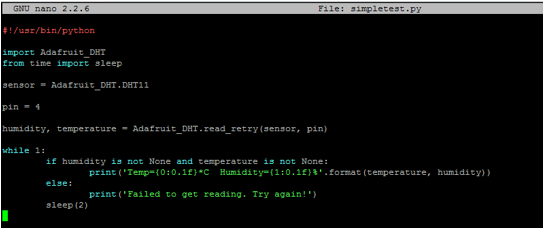 GNU nano 2.2.6 File: simpletest.py
#!/usr/bin/python
import Adafruit_DHT
from time import sleep
sensor = Adafruit_DHT.DHT11
pin = 4
humidity, temperature = Adafruit_DHT.read_retry(sensor, pin)
while 1:
        if humidity is not None and temperature is not None:
                print('Temp={0:0.1f}*C  Humidity={1:0.1f}%'.format(temperature, humidity))
        else:
                print('Failed to get reading. Try again!')
        sleep(2)